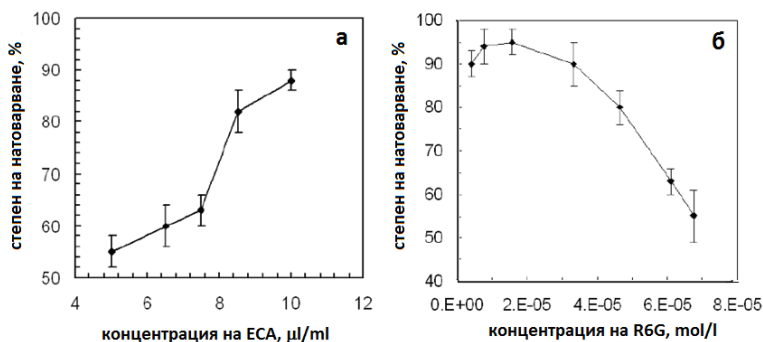 а
степен на натоварване, %
100
90
80
70
60
50
4
6
8
10
12
концентрация на ECA, μl/ml
б
степен на натоварване, %
100
90
80
70
60
50
40
0.E+00
2.E-05
4.E-05
6.E-05
8.E-05
концентрация на R6G, mol/l